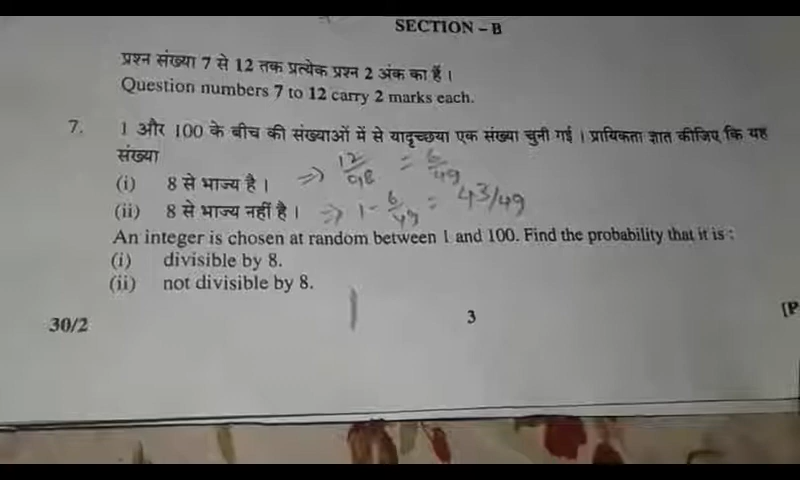 SECTION – B
प्रश्न संख्या 7 से 12 तक प्रत्येक प्रश्न 2 अंक का है ।
Question numbers 7 to 12 carry 2 marks each.
7. 1 और 100 के बीच की संख्याओं में से यादृच्छया एक संख्या चुनी गई । प्रायिकता ज्ञात कीजिए कि यह
संख्या
(i) 8 से भाज्य है । ⇒ 12/98 = 6/49
(ii) 8 से भाज्य नहीं है । ⇒ 1 - 6/49 = 43/49
An integer is chosen at random between 1 and 100. Find the probability that it is :
(i) divisible by 8.
(ii) not divisible by 8.
30/2 3 [P